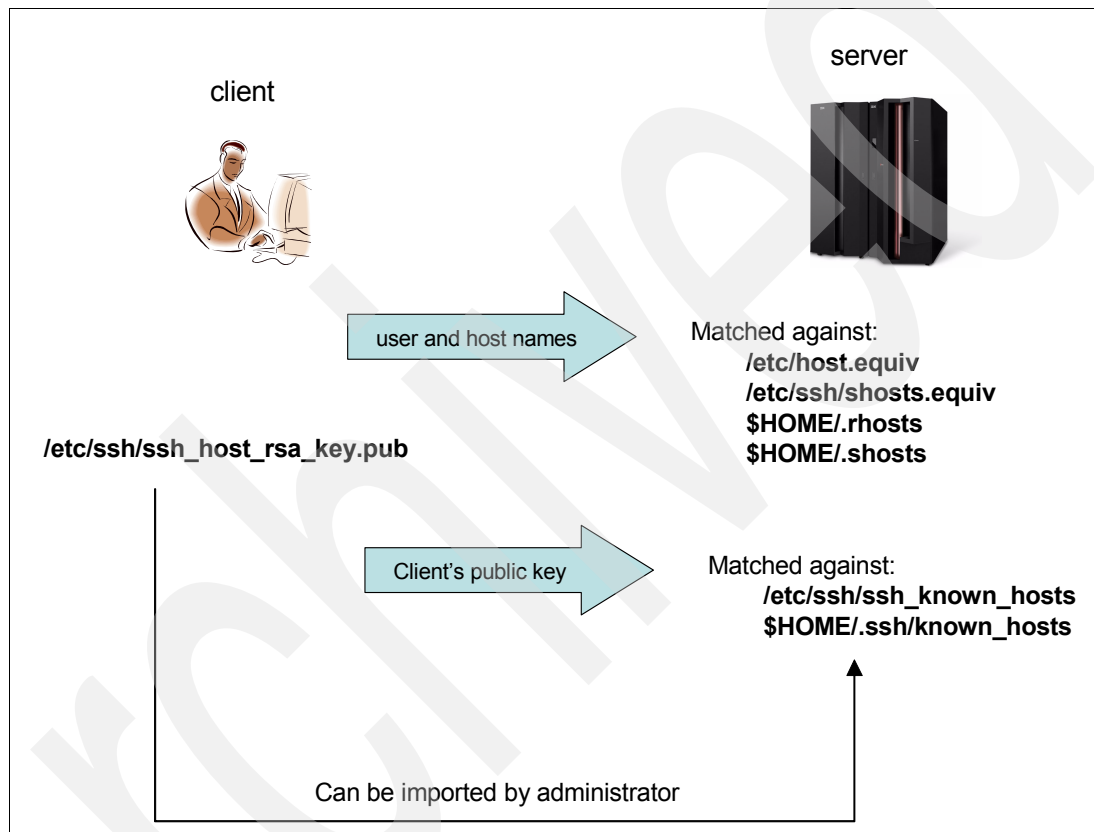 server
client
user and host names
Matched against:
/etc/host.equiv
/etc/ssh/shosts.equiv
$HOME/.rhosts
$HOME/.shosts
/etc/ssh/ssh_host_rsa_key.pub
Client's public key
Matched against:
/etc/ssh/ssh_known_hosts
$HOME/.ssh/known_hosts
Can be imported by administrator
rchived